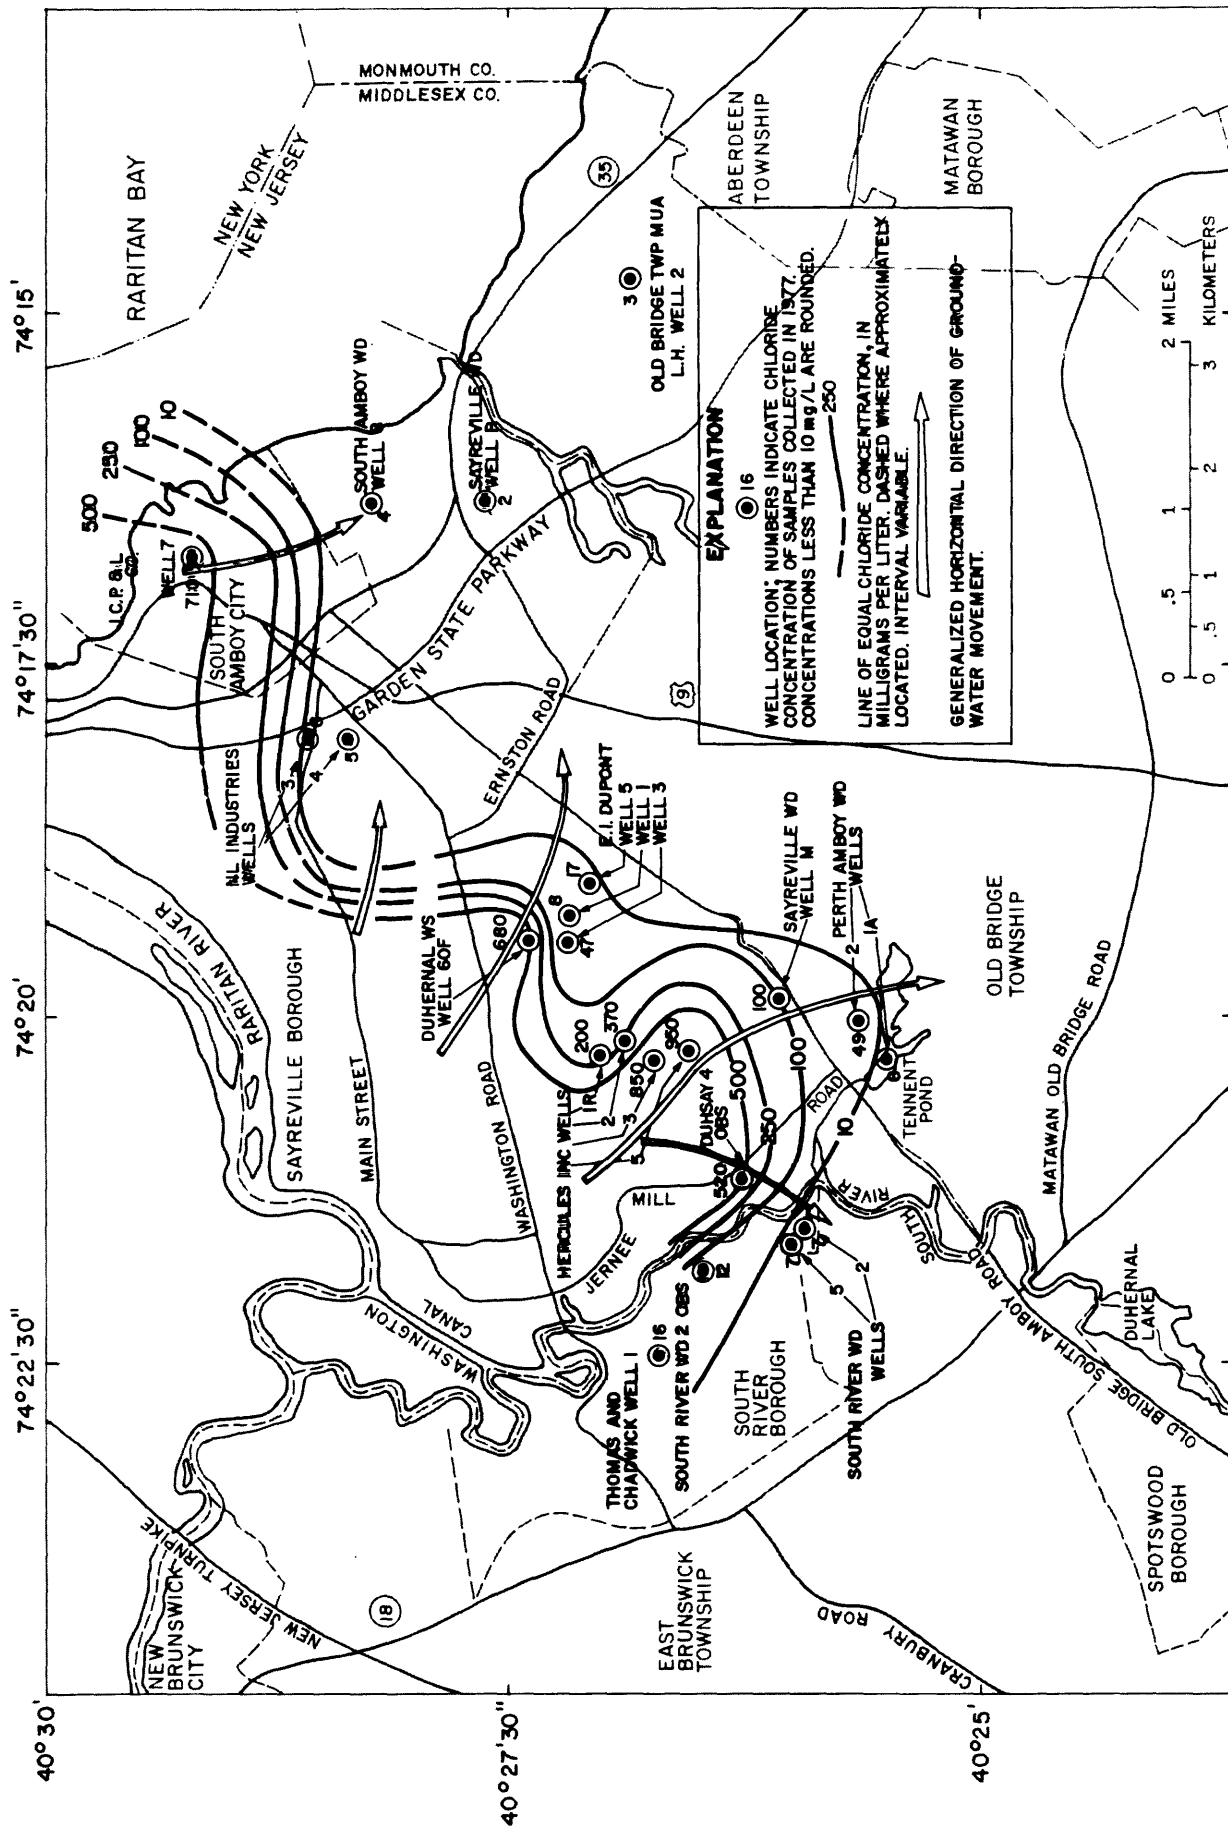 74°22'30"
74°20'
74°17'30"
74°15'
40°30'
40°27'30"
40°25'
NEW
BRUNSWICK
CITY
NEW JERSEY TURNPIKE
18
WASHINGTON
CANAL
RARITAN RIVER
SAYREVILLE BOROUGH
MAIN STREET
WASHINGTON ROAD
NL INDUSTRIES
WELLS
3
4
5
J.C.P. & L
CO.
WELL 7
SOUTH
AMBOY CITY
500
250
100
10
RARITAN BAY
NEW YORK
NEW JERSEY
MONMOUTH CO.
MIDDLESEX CO.
SOUTH AMBOY WD
4
SAYREVILLE WD
2
GARDEN STATE PARKWAY
ERNSTON ROAD
35
9
3
OLD BRIDGE TWP MUA
L.H. WELL 2
ABERDEEN
TOWNSHIP
MATAWAN
BOROUGH
DUHERNAL WS
WELL 60F
680
E.I. DUPONT
WELL 5
WELL 1
WELL 3
17
8
47
HERCULES INC WELLS
1R
2
3
5
200
370
850
950
DUHSAY 4
OBS
520
500
250
100
10
JERNEE
MILL
ROAD
THOMAS AND
CHADWICK WELL 1
16
SOUTH RIVER WD 2 OBS
12
SOUTH
RIVER
BOROUGH
SOUTH RIVER WD
WELLS
5
2
7
SOUTH
RIVER
SAYREVILLE WD
WELL M
100
PERTH AMBOY WD
WELLS
2
1A
49
6
TENNENT
POND
OLD BRIDGE
TOWNSHIP
MATAWAN OLD BRIDGE ROAD
OLD BRIDGE SOUTH AMBOY ROAD
DUHERNAL
LAKE
EAST
BRUNSWICK
TOWNSHIP
CRANBURY
ROAD
SPOTSWOOD
BOROUGH
EXPLANATION
16
WELL LOCATION; NUMBERS INDICATE CHLORIDE
CONCENTRATION OF SAMPLES COLLECTED IN 1977.
CONCENTRATIONS LESS THAN 10 mg/L ARE ROUNDED.
250
LINE OF EQUAL CHLORIDE CONCENTRATION, IN
MILLIGRAMS PER LITER. DASHED WHERE APPROXIMATELY
LOCATED. INTERVAL VARIABLE.
GENERALIZED HORIZONTAL DIRECTION OF GROUND-
WATER MOVEMENT.
0 .5 1 2 MILES
0 .5 1 2 3 KILOMETERS